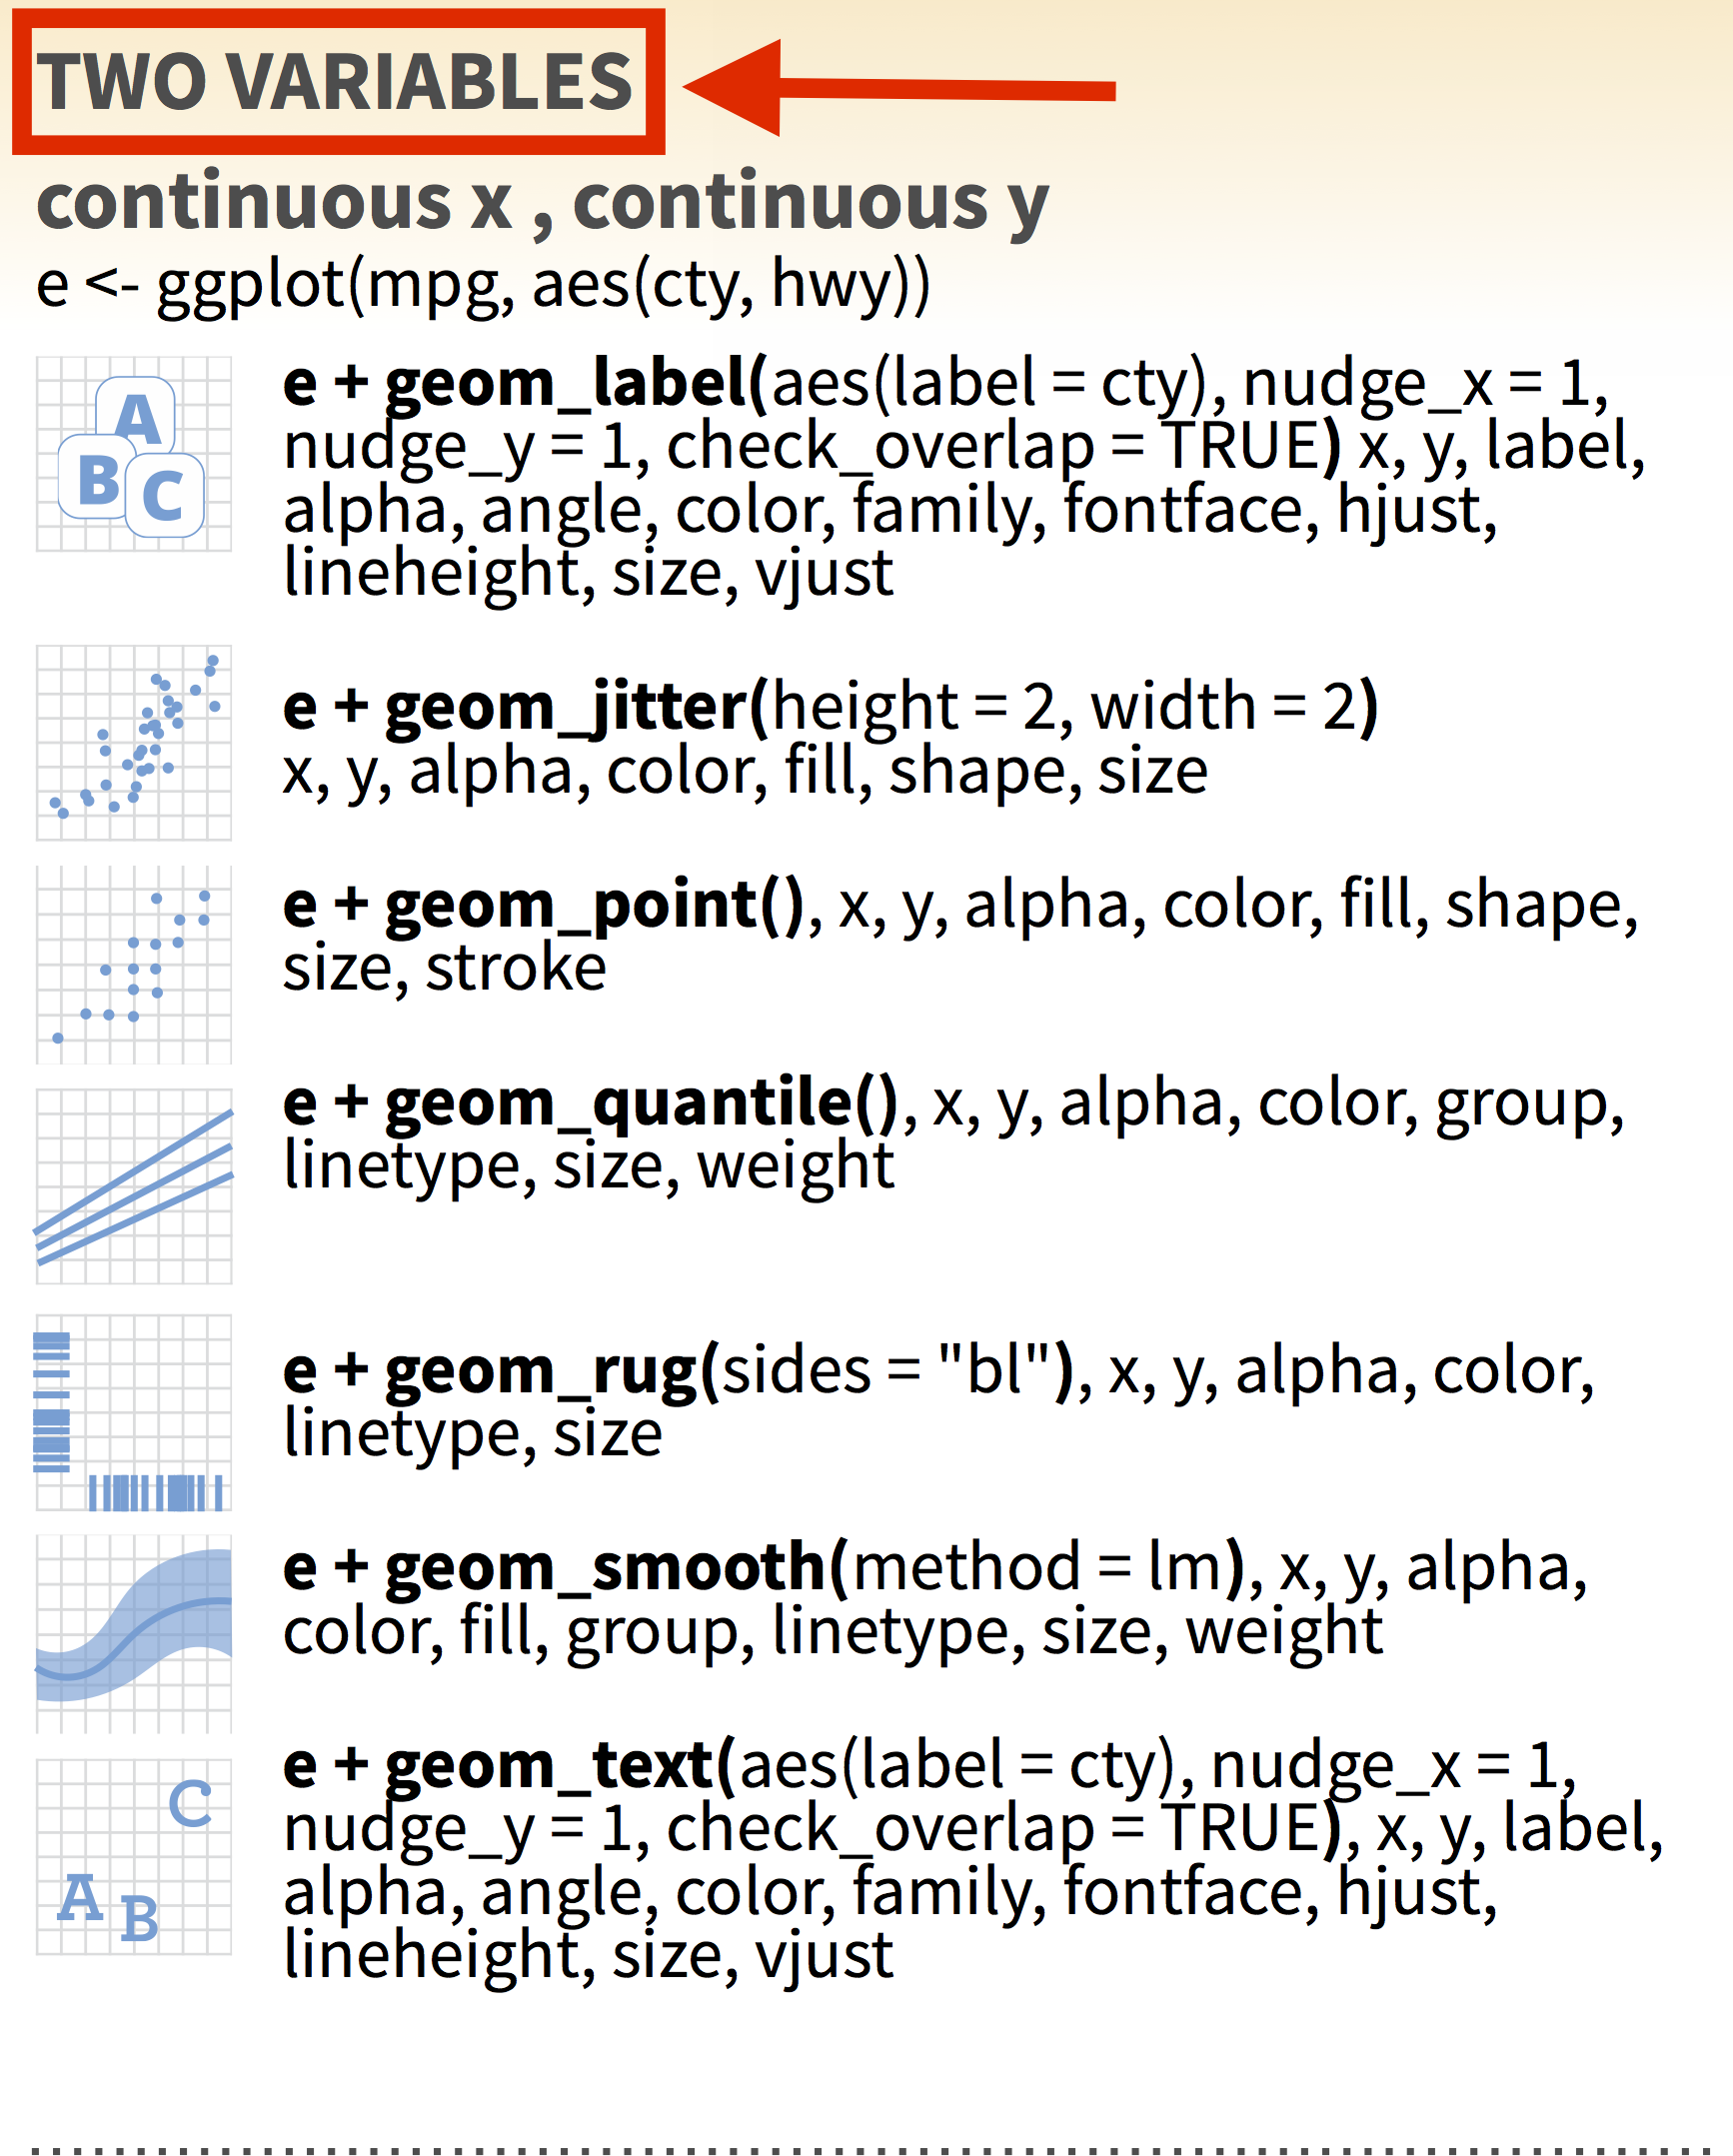 TWO VARIABLES
continuous x , continuous y
e <- ggplot(mpg, aes(cty, hwy))
A
B
C
e + geom_label(aes(label = cty), nudge_x = 1,
nudge_y = 1, check_overlap = TRUE) x, y, label,
alpha, angle, color, family, fontface, hjust,
lineheight, size, vjust
e + geom_jitter(height = 2, width = 2)
x, y, alpha, color, fill, shape, size
e + geom_point(), x, y, alpha, color, fill, shape,
size, stroke
e + geom_quantile(), x, y, alpha, color, group,
linetype, size, weight
e + geom_rug(sides = "bl"), x, y, alpha, color,
linetype, size
e + geom_smooth(method = lm), x, y, alpha,
color, fill, group, linetype, size, weight
C
A B
e + geom_text(aes(label = cty), nudge_x = 1,
nudge_y = 1, check_overlap = TRUE), x, y, label,
alpha, angle, color, family, fontface, hjust,
lineheight, size, vjust